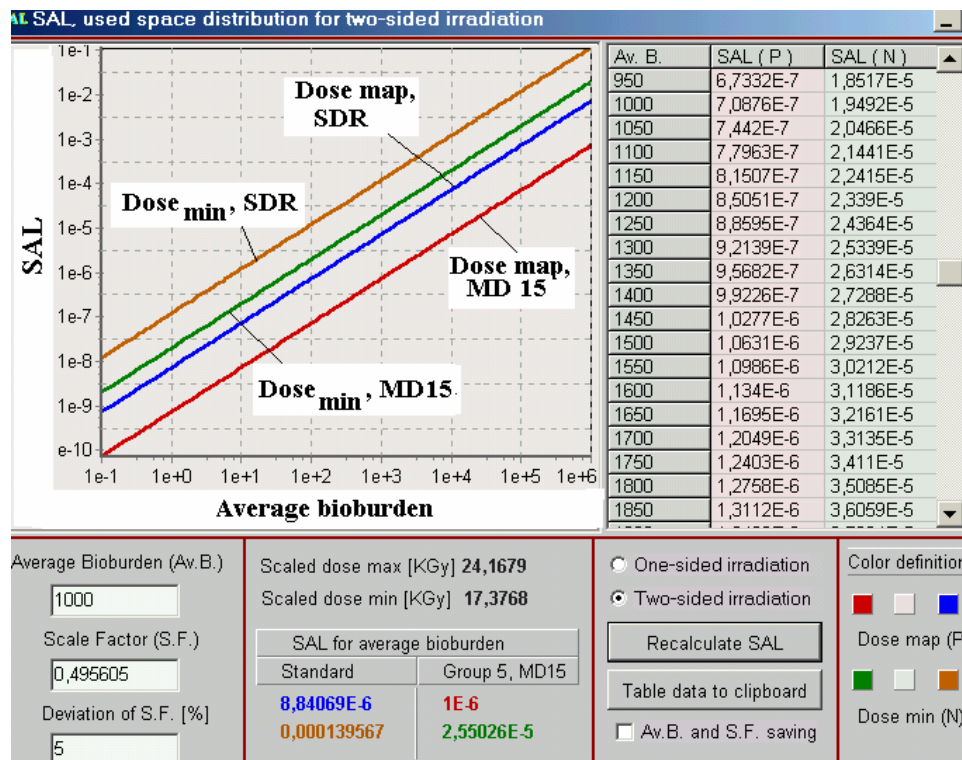 SAL, used space distribution for two-sided irradiation
1e-1
1e-2
1e-3
1e-4
1e-5
1e-6
1e-7
1e-8
1e-9
e-10
SAL
Dose map,
SDR
Dose min, SDR
Dose map,
MD 15
Dose min, MD15
1e-1 1e+0 1e+1 1e+2 1e+3 1e+4 1e+5 1e+6
Average bioburden
Av. B. SAL ( P ) SAL ( N )
950 6,7332E-7 1,8517E-5
1000 7,0876E-7 1,9492E-5
1050 7,442E-7 2,0466E-5
1100 7,7963E-7 2,1441E-5
1150 8,1507E-7 2,2415E-5
1200 8,5051E-7 2,339E-5
1250 8,8595E-7 2,4364E-5
1300 9,2139E-7 2,5339E-5
1350 9,5682E-7 2,6314E-5
1400 9,9226E-7 2,7288E-5
1450 1,0277E-6 2,8263E-5
1500 1,0631E-6 2,9237E-5
1550 1,0986E-6 3,0212E-5
1600 1,134E-6 3,1186E-5
1650 1,1695E-6 3,2161E-5
1700 1,2049E-6 3,3135E-5
1750 1,2403E-6 3,411E-5
1800 1,2758E-6 3,5085E-5
1850 1,3112E-6 3,6059E-5
Average Bioburden (Av.B.)
1000
Scale Factor (S.F.)
0,495605
Deviation of S.F. [%]
5
Scaled dose max [KGy] 24,1679
Scaled dose min [KGy] 17,3768
SAL for average bioburden
Standard Group 5, MD15
8,84069E-6 1E-6
0,000139567 2,55026E-5
One-sided irradiation
Two-sided irradiation
Recalculate SAL
Table data to clipboard
Av.B. and S.F. saving
Color definition
Dose map (P
Dose min (N)